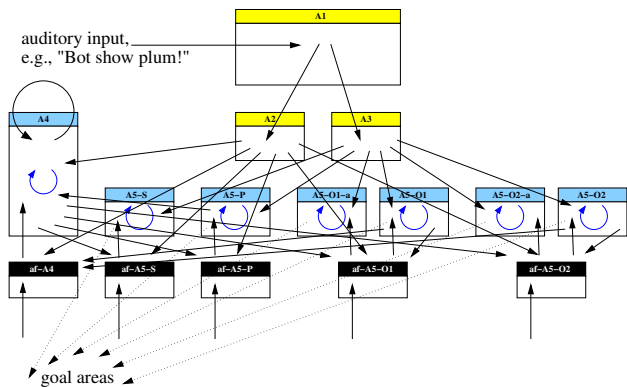 A1
auditory input,
e.g., "Bot show plum!"
A4
A2
A3
A5-S
A5-P
A5-O1-a
A5-O1
A5-O2-a
A5-O2
af-A4
af-A5-S
af-A5-P
af-A5-O1
af-A5-O2
goal areas